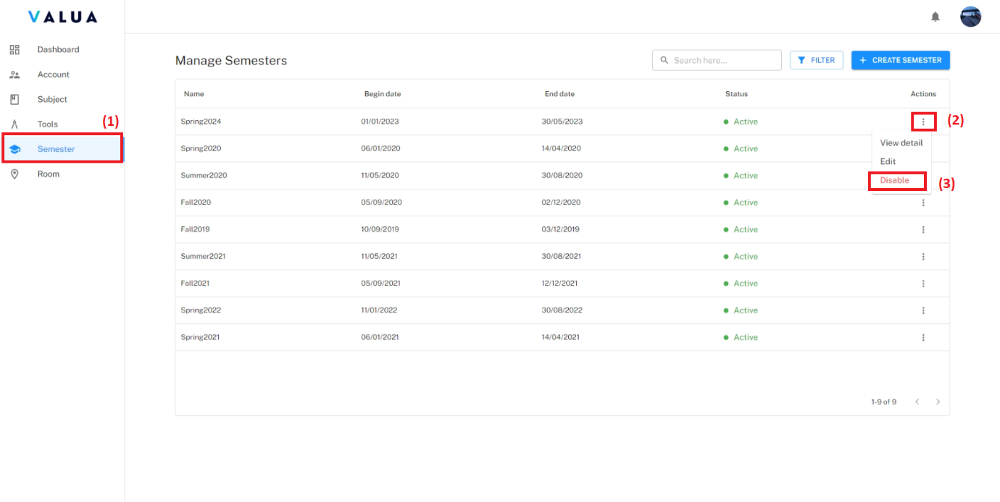 VALUA
Dashboard
Account
Subject
Tools
(1)
Semester
Room
Manage Semesters
Search here...
FILTER
+ CREATE SEMESTER
Name Begin date End date Status Actions
Spring2024 01/01/2023 30/05/2023 Active
(2)
View detail
Edit
Disable
(3)
Spring2020 06/01/2020 14/04/2020 Active
Summer2020 11/05/2020 30/08/2020 Active
Fall2020 05/09/2020 02/12/2020 Active
Fall2019 10/09/2019 03/12/2019 Active
Summer2021 11/05/2021 30/08/2021 Active
Fall2021 05/09/2021 12/12/2021 Active
Spring2022 11/01/2022 30/08/2022 Active
Spring2021 06/01/2021 14/04/2021 Active
1-9 of 9